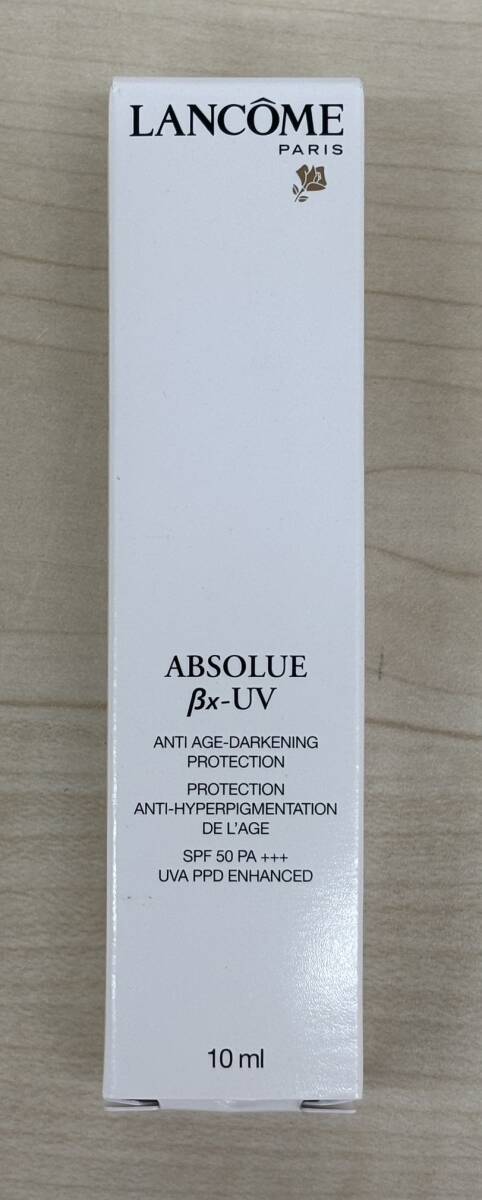 LANCÔME
PARIS
ABSOLUE
βx-UV
ANTI AGE-DARKENING
PROTECTION
PROTECTION
ANTI-HYPERPIGMENTATION
DE L'AGE
SPF 50 PA +++
UVA PPD ENHANCED
10 ml